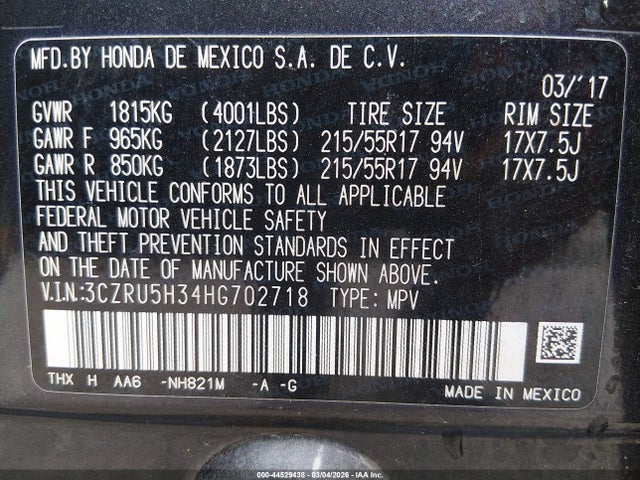 MFD.BY HONDA DE MEXICO S.A. DE C.V.
03/'17
GVWR 1815KG (4001LBS) TIRE SIZE RIM SIZE
GAWR F 965KG (2127LBS) 215/55R17 94V 17X7.5J
GAWR R 850KG (1873LBS) 215/55R17 94V 17X7.5J
THIS VEHICLE CONFORMS TO ALL APPLICABLE
FEDERAL MOTOR VEHICLE SAFETY
AND THEFT PREVENTION STANDARDS IN EFFECT
ON THE DATE OF MANUFACTURE SHOWN ABOVE.
V.I.N:3CZRU5H34HG702718 TYPE: MPV
THX H AA6 -NH821M -A -G
MADE IN MEXICO
000-44529438 - 03/04/2026 - IAA Inc.